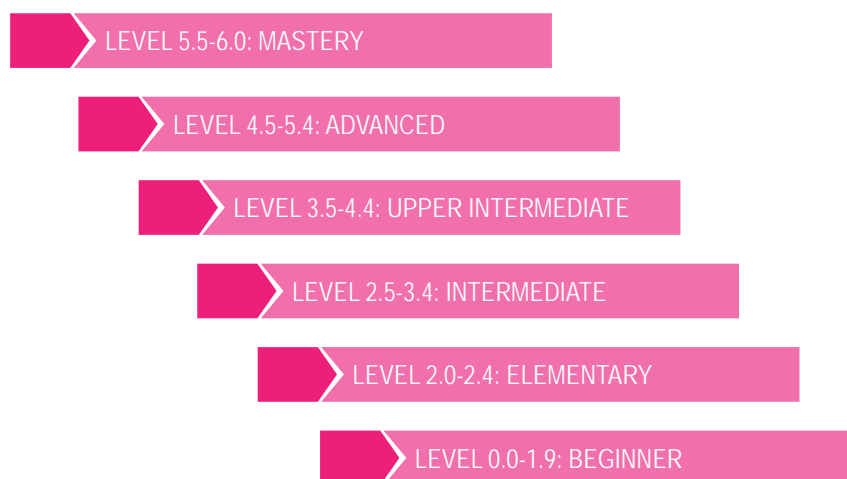 LEVEL 5.5-6.0: MASTERY
LEVEL 4.5-5.4: ADVANCED
LEVEL 3.5-4.4: UPPER INTERMEDIATE
LEVEL 2.5-3.4: INTERMEDIATE
LEVEL 2.0-2.4: ELEMENTARY
LEVEL 0.0-1.9: BEGINNER